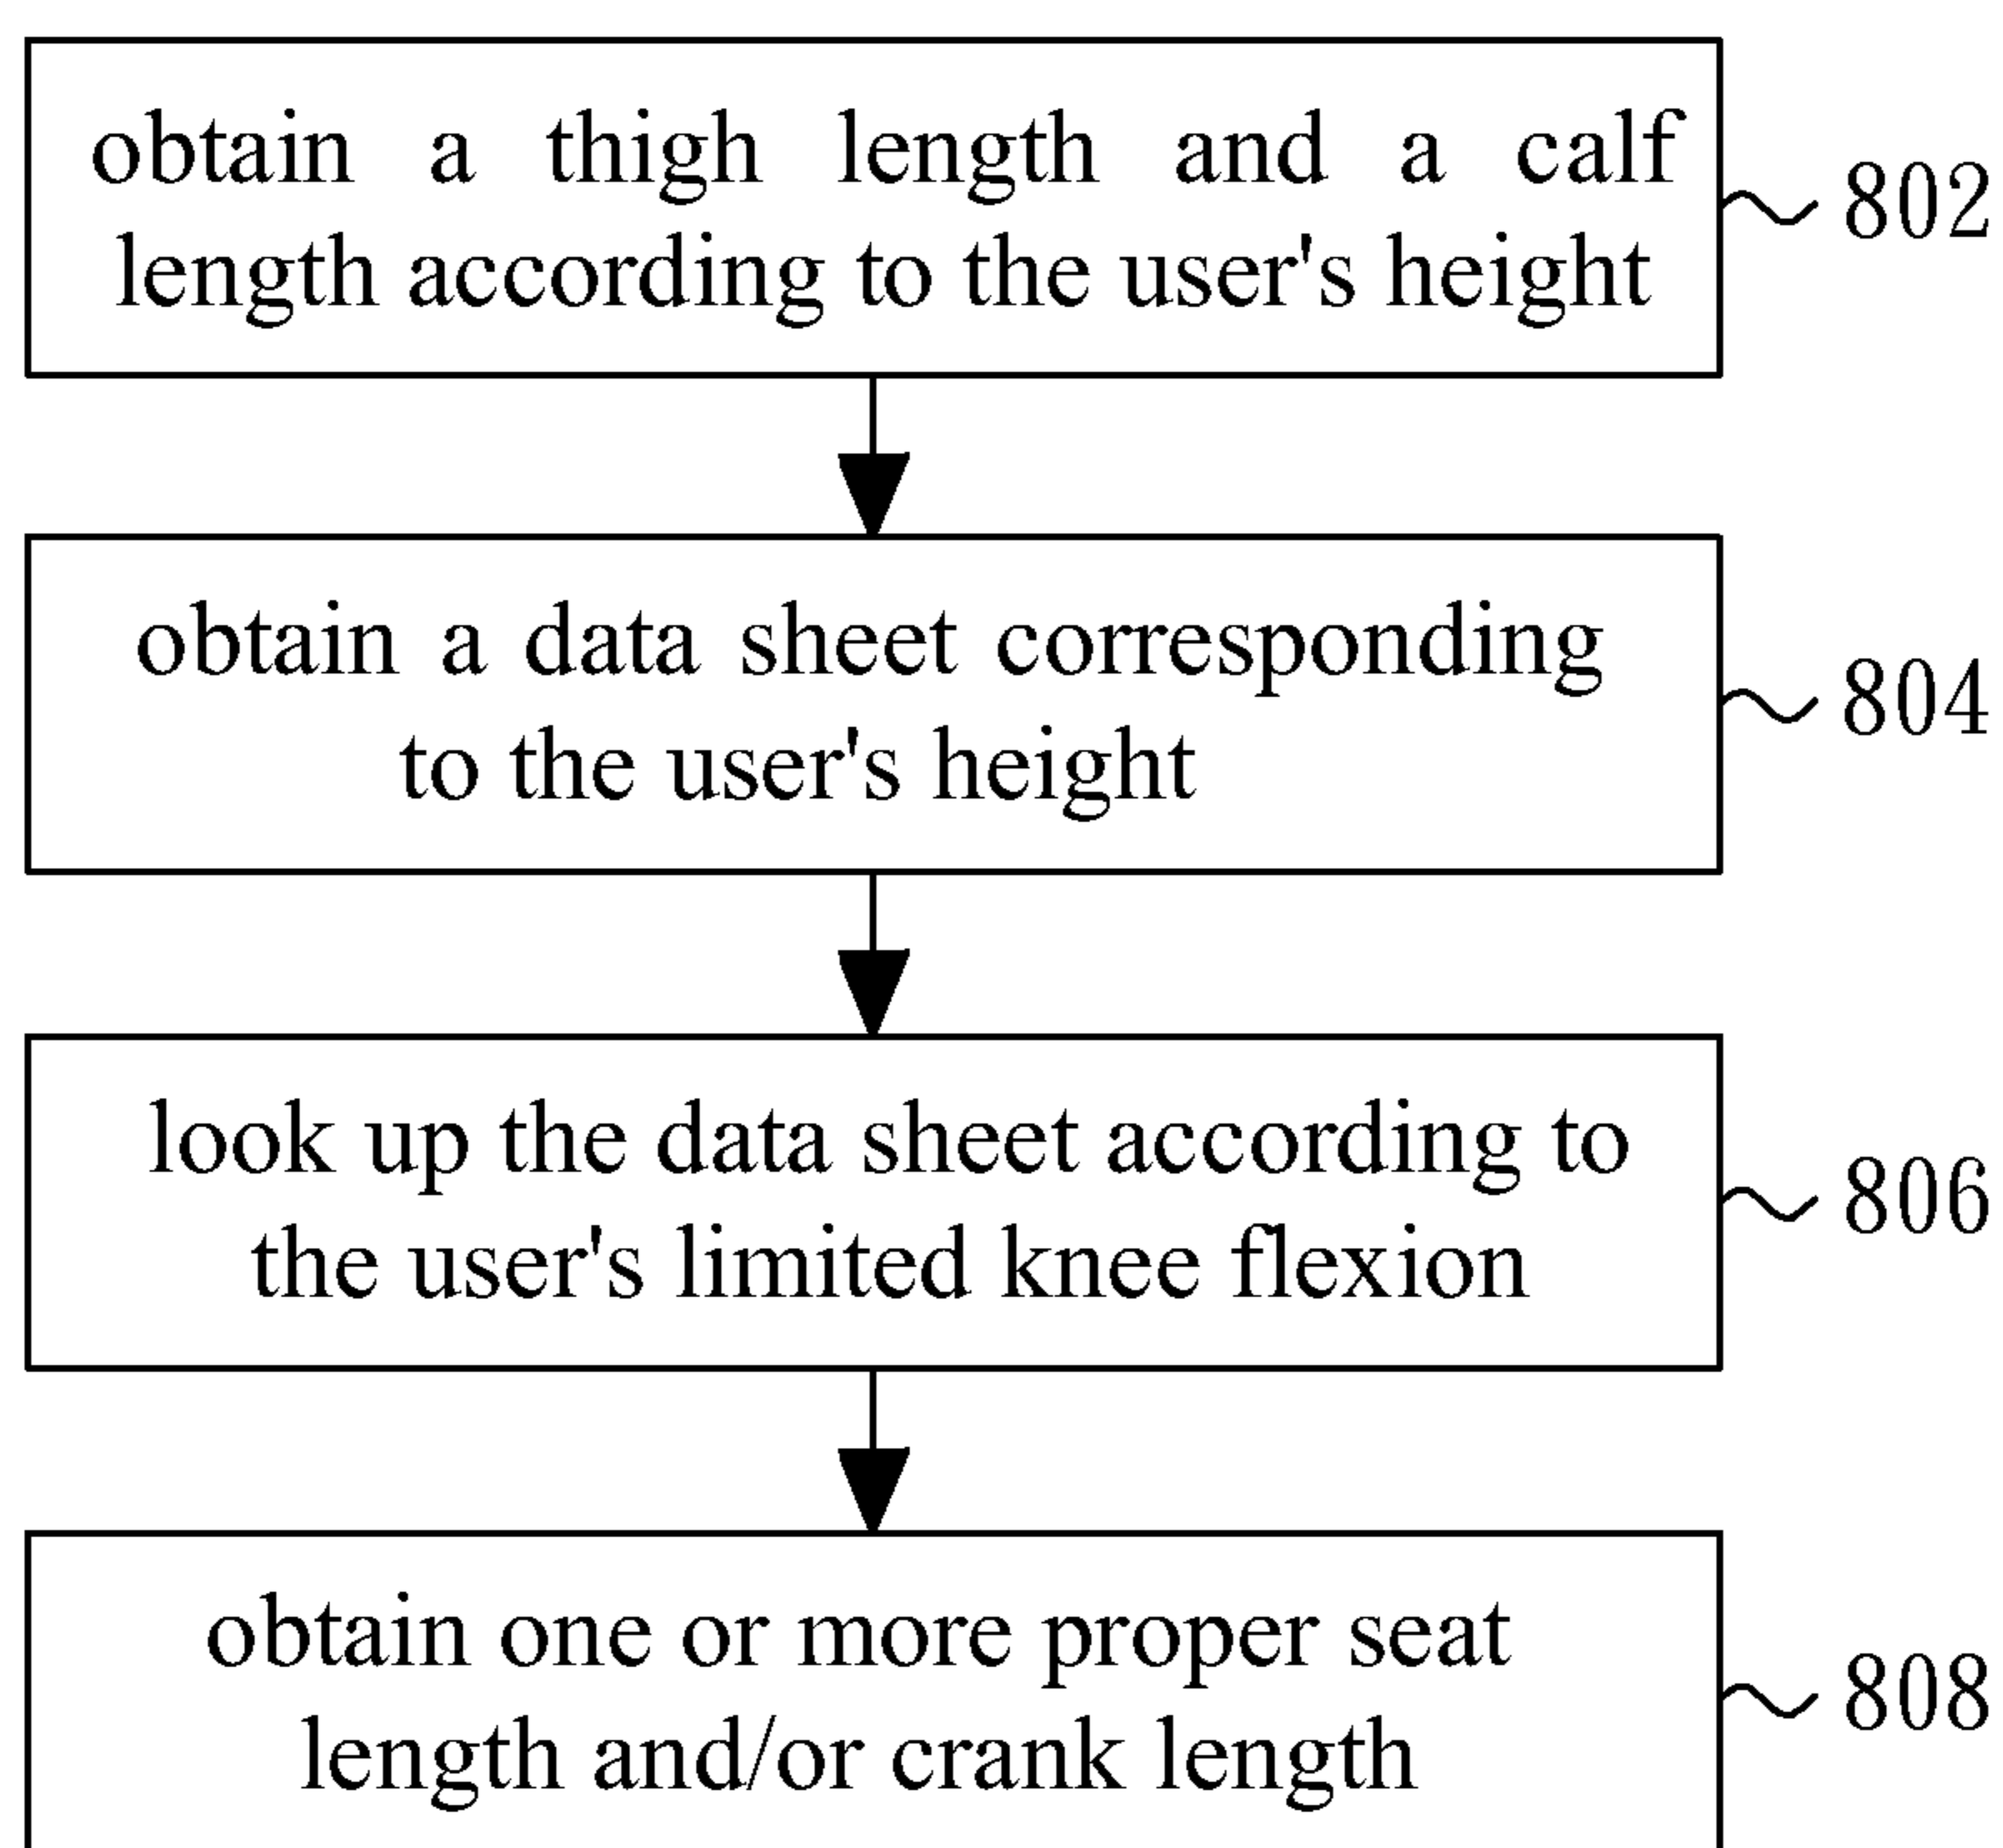 obtain a thigh length and a calf
length according to the user's height
802
obtain a data sheet corresponding
to the user's height
804
look up the data sheet according to
the user's limited knee flexion
806
obtain one or more proper seat
length and/or crank length
808